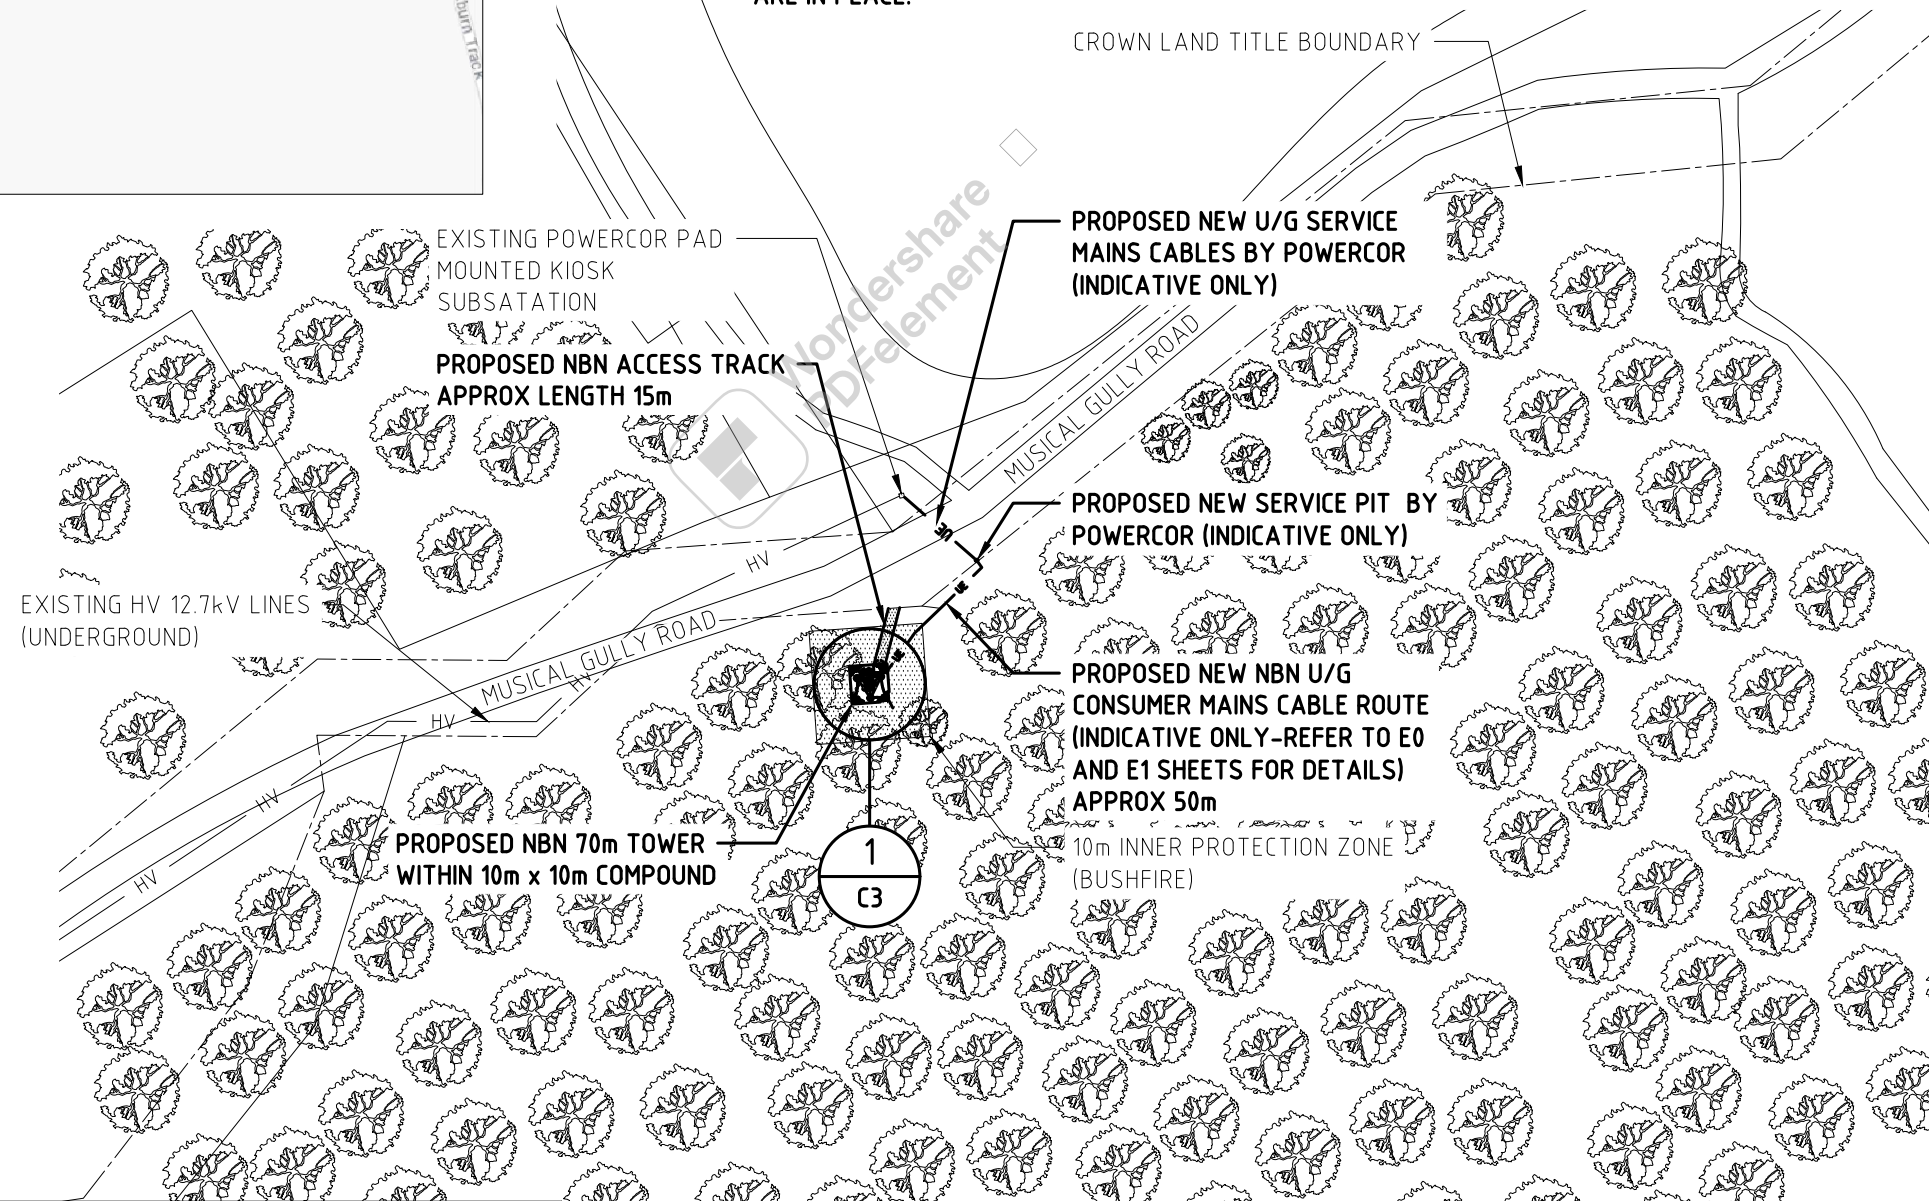 ARE IN PLACE.
burn Track
CROWN LAND TITLE BOUNDARY
Wondershare
PDFelement
PROPOSED NEW U/G SERVICE
MAINS CABLES BY POWERCOR
(INDICATIVE ONLY)
EXISTING POWERCOR PAD
MOUNTED KIOSK
SUBSATATION
PROPOSED NBN ACCESS TRACK
APPROX LENGTH 15m
MUSICAL GULLY ROAD
PROPOSED NEW SERVICE PIT BY
POWERCOR (INDICATIVE ONLY)
HV
EXISTING HV 12.7kV LINES
(UNDERGROUND)
MUSICAL GULLY ROAD
HV
HV
HV
HV
PROPOSED NEW NBN U/G
CONSUMER MAINS CABLE ROUTE
(INDICATIVE ONLY-REFER TO E0
AND E1 SHEETS FOR DETAILS)
APPROX 50m
PROPOSED NBN 70m TOWER
WITHIN 10m x 10m COMPOUND
1
C3
10m INNER PROTECTION ZONE
(BUSHFIRE)